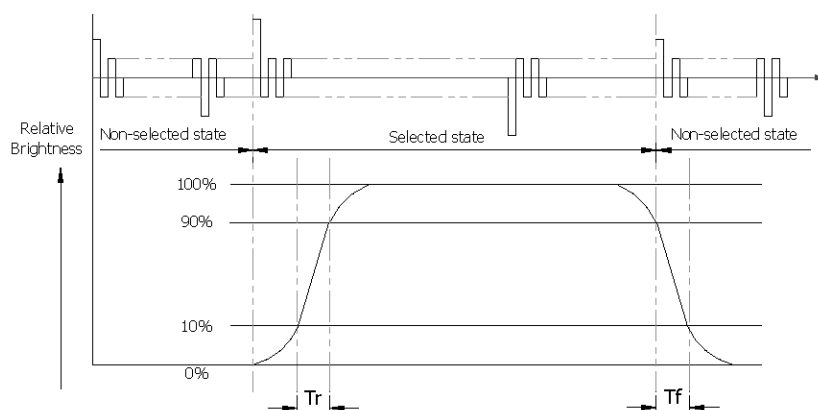 Relative
Brightness
Non-selected state
Selected state
Non-selected state
100%
90%
10%
0%
Tr
Tf